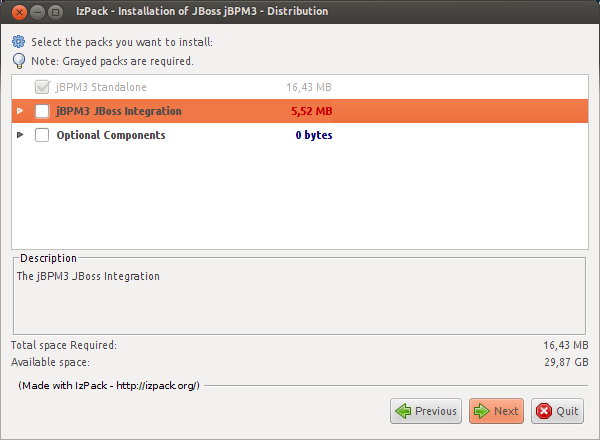 IzPack - Installation of JBoss jBPM3 - Distribution
Select the packs you want to install:
Note: Grayed packs are required.
jBPM3 Standalone 16,43 MB
jBPM3 JBoss Integration 5,52 MB
Optional Components 0 bytes
Description
The jBPM3 JBoss Integration
Total space Required: 16,43 MB
Available space: 29,87 GB
(Made with IzPack - http://izpack.org/)
Previous Next Quit